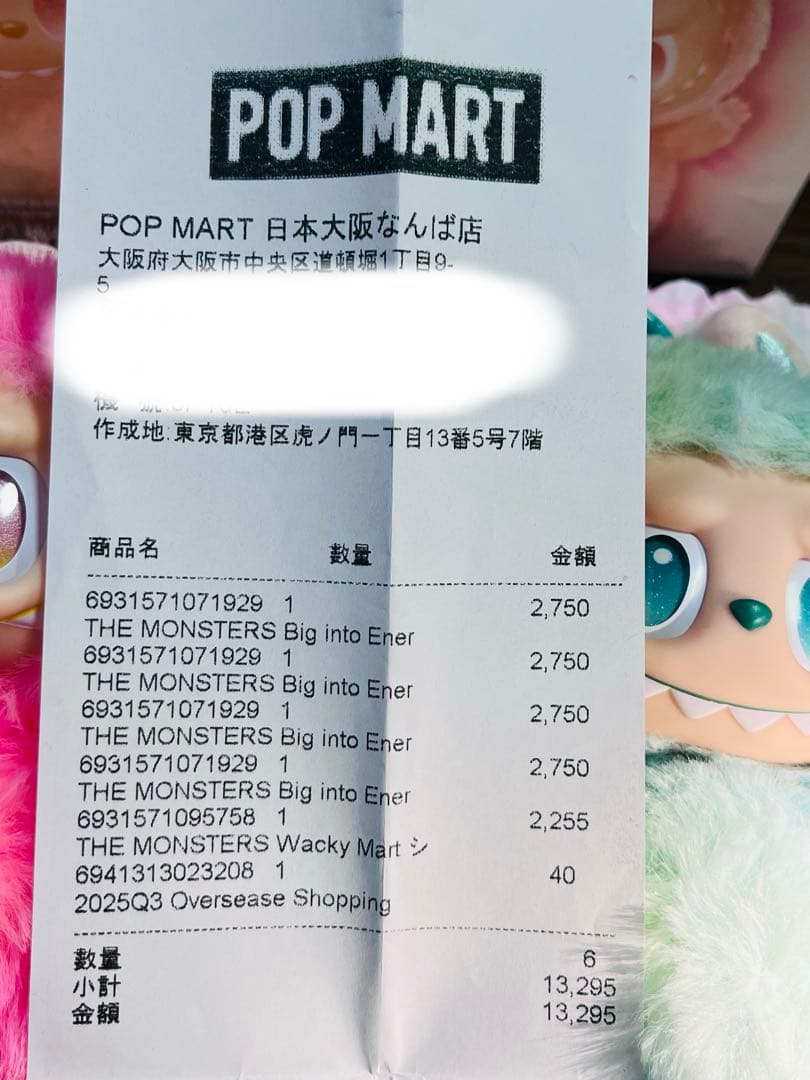 POP MART
POP MART 日本大阪なんば店
大阪府大阪市中央区道頓堀1丁目9-
5
作成地:東京都港区虎ノ門一丁目13番5号7階
商品名 數量 金額
6931571071929 1 2,750
THE MONSTERS Big into Ener
6931571071929 1 2,750
THE MONSTERS Big into Ener
6931571071929 1 2,750
THE MONSTERS Big into Ener
6931571071929 1 2,750
THE MONSTERS Big into Ener
6931571095758 1 2,255
THE MONSTERS Wacky Mart シ
6941313023208 1 40
2025Q3 Oversease Shopping
數量 6
小計 13,295
金額 13,295